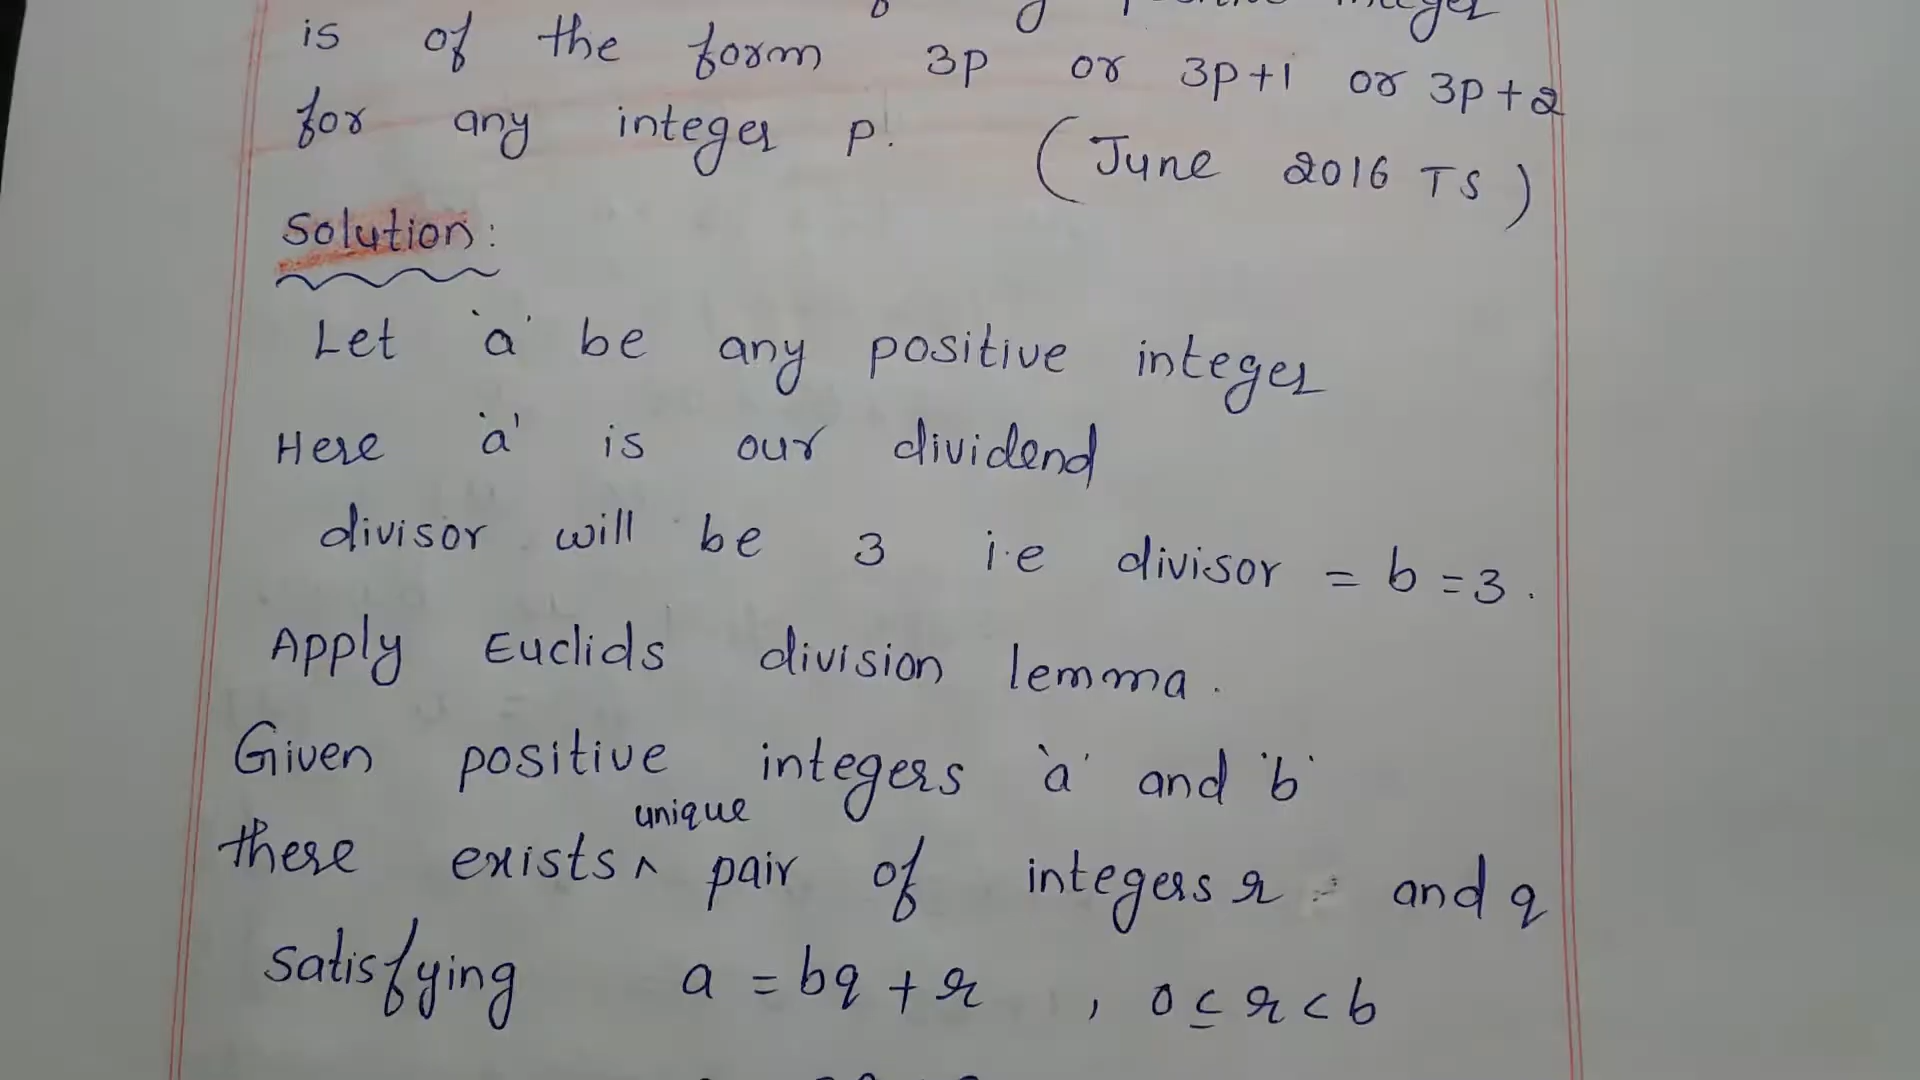 integer
is of the form 3p or 3p+1 or 3p+2
for any integer p.
(June 2016 TS)
Solution:
Let 'a' be any positive integer
Here 'a' is our dividend
divisor will be 3 i.e divisor = b = 3.
Apply Euclids division lemma.
Given positive integers 'a' and 'b'
unique
there exists ^ pair of integers r and q
satisfying a = bq + r , 0 ≤ r < b